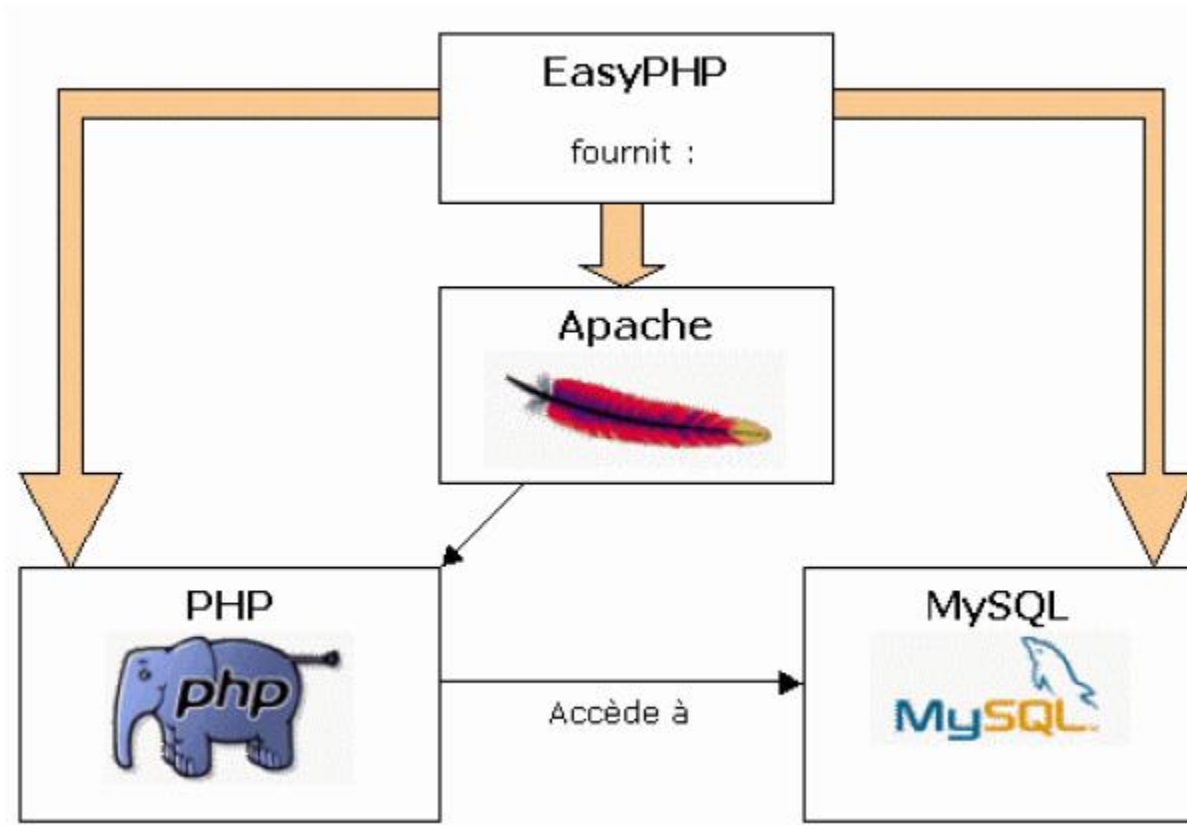 EasyPHP
fournit :
Apache
PHP
php
Accède à
MySQL
MySQL